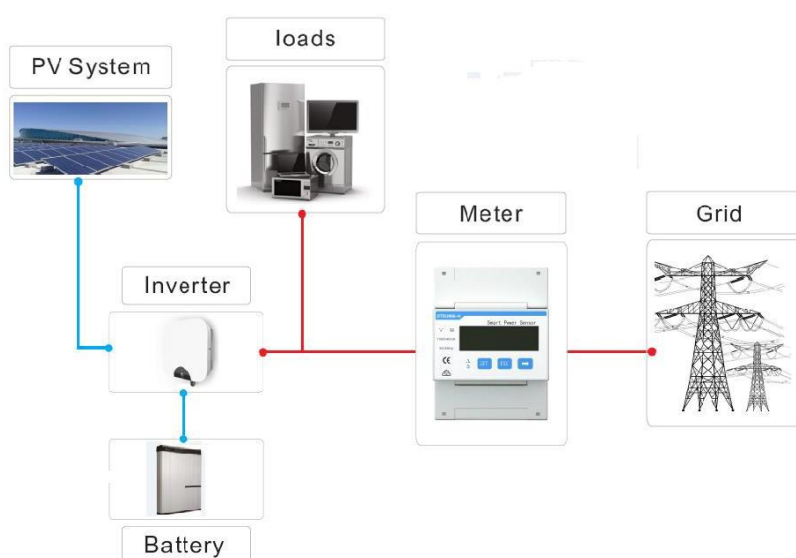 loads
PV System
Meter
Grid
Smart Power Sensor
Inverter
CE
SET
ESC
Battery